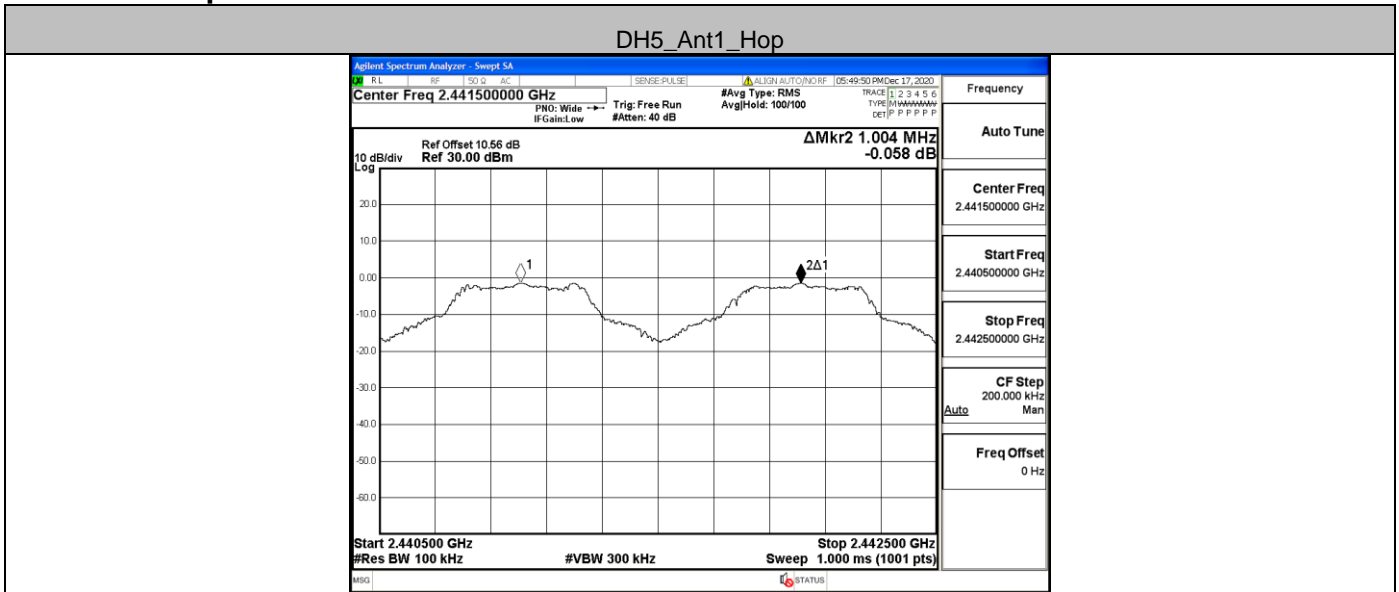 DH5_Ant1_Hop
Agilent Spectrum Analyzer - Swept SA
RL RF 50 Ω AC SENSE:PULSE ALIGN AUTO/NO RF 05:49:50 PM Dec 17, 2020
Center Freq 2.441500000 GHz
PNO: Wide
IFGain:Low
Trig: Free Run
#Atten: 40 dB
#Avg Type: RMS
Avg|Hold: 100/100
TRACE 1 2 3 4 5 6
TYPE MWWWWW
DET P P P P P P
ΔMkr2 1.004 MHz
-0.058 dB
Ref Offset 10.56 dB
10 dB/div Ref 30.00 dBm
Log
20.0
10.0
0.00
-10.0
-20.0
-30.0
-40.0
-50.0
-60.0
1
2Δ1
Start 2.440500 GHz Stop 2.442500 GHz
#Res BW 100 kHz #VBW 300 kHz Sweep 1.000 ms (1001 pts)
MSG STATUS
Frequency
Auto Tune
Center Freq
2.441500000 GHz
Start Freq
2.440500000 GHz
Stop Freq
2.442500000 GHz
CF Step
200.000 kHz
Auto Man
Freq Offset
0 Hz